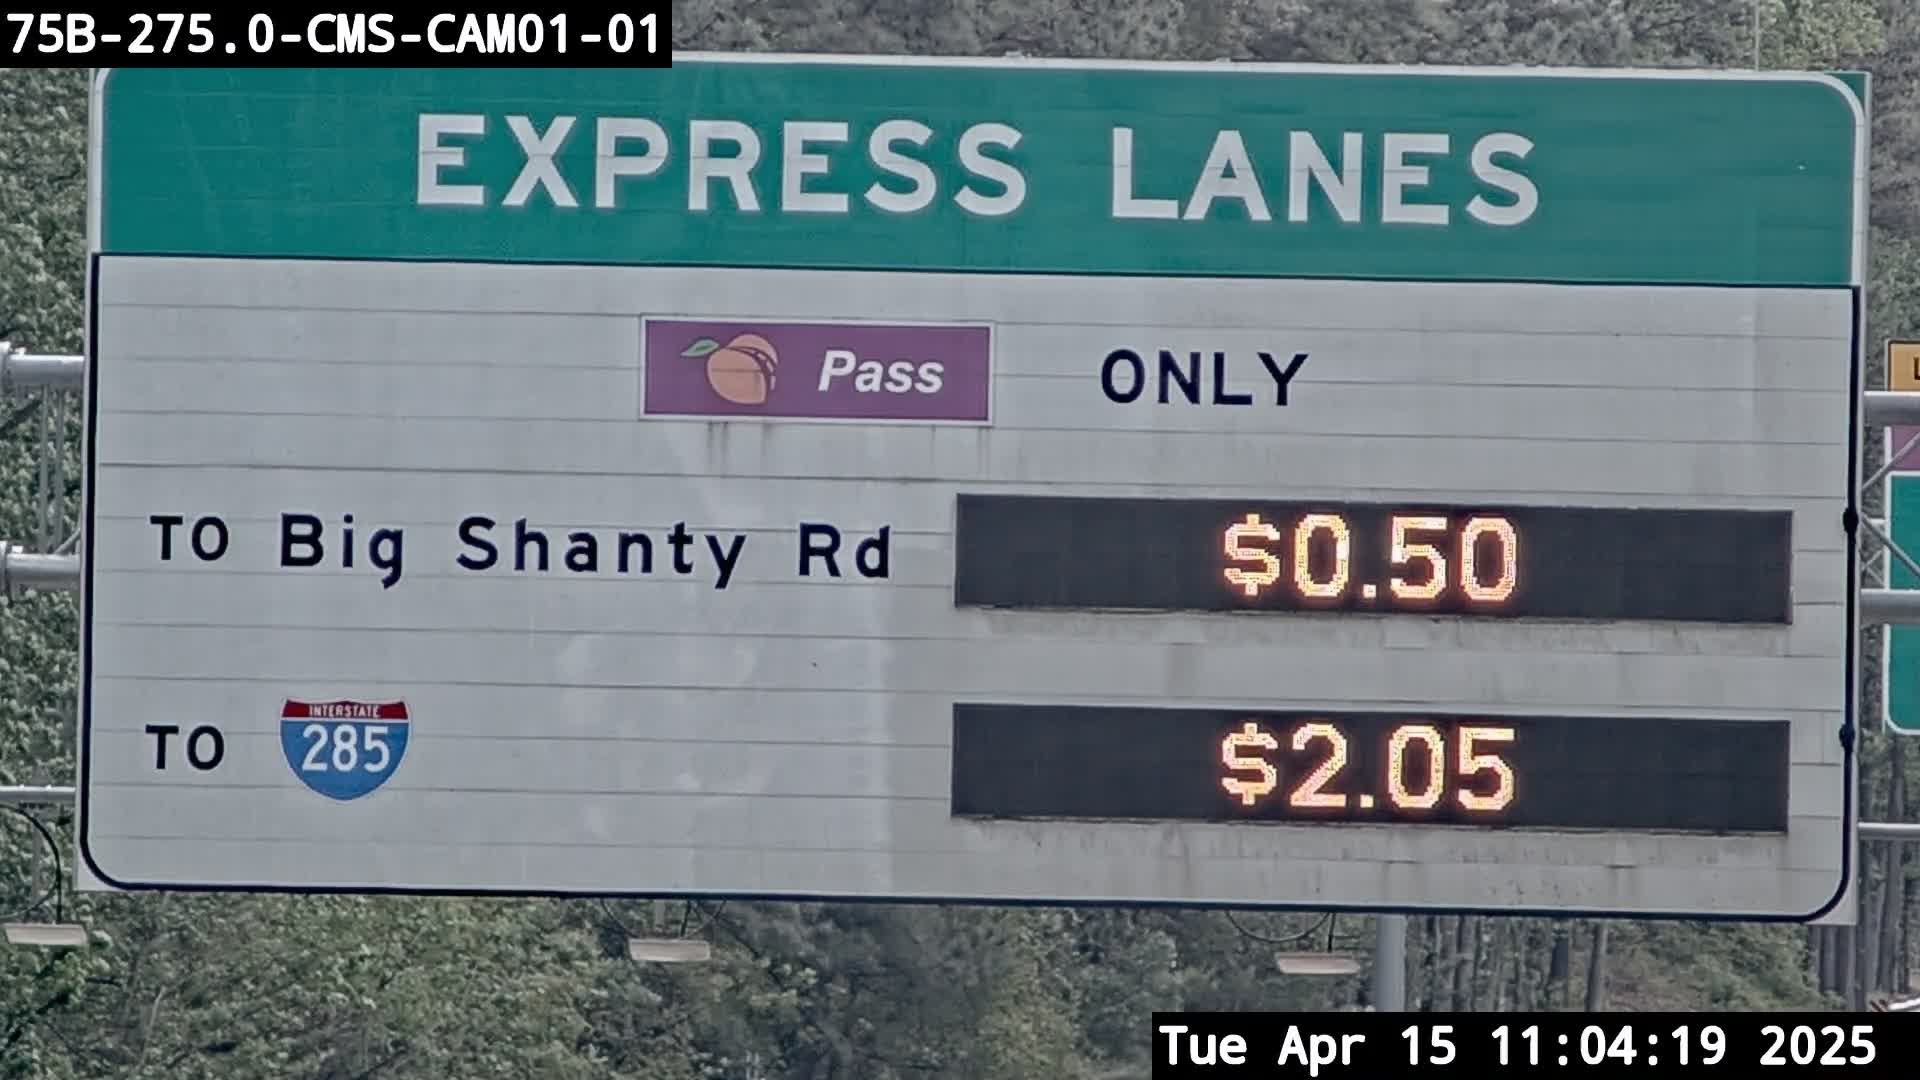 75B-275.0-CMS-CAM01-01
EXPRESS LANES
Pass ONLY
TO Big Shanty Rd $0.50
TO INTERSTATE 285 $2.05
Tue Apr 15 11:04:19 2025